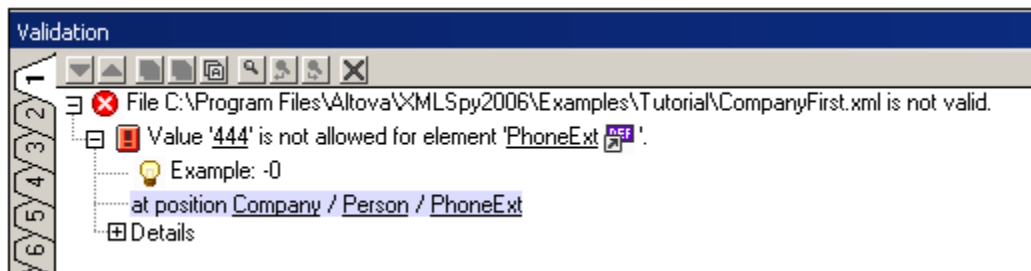 Validation
File C:\Program Files\Altova\XMLSpy2006\Examples\Tutorial\CompanyFirst.xml is not valid.
Value '444' is not allowed for element 'PhoneExt DEF '.
Example: -0
at position Company / Person / PhoneExt
Details
1
2
3
4
5
6